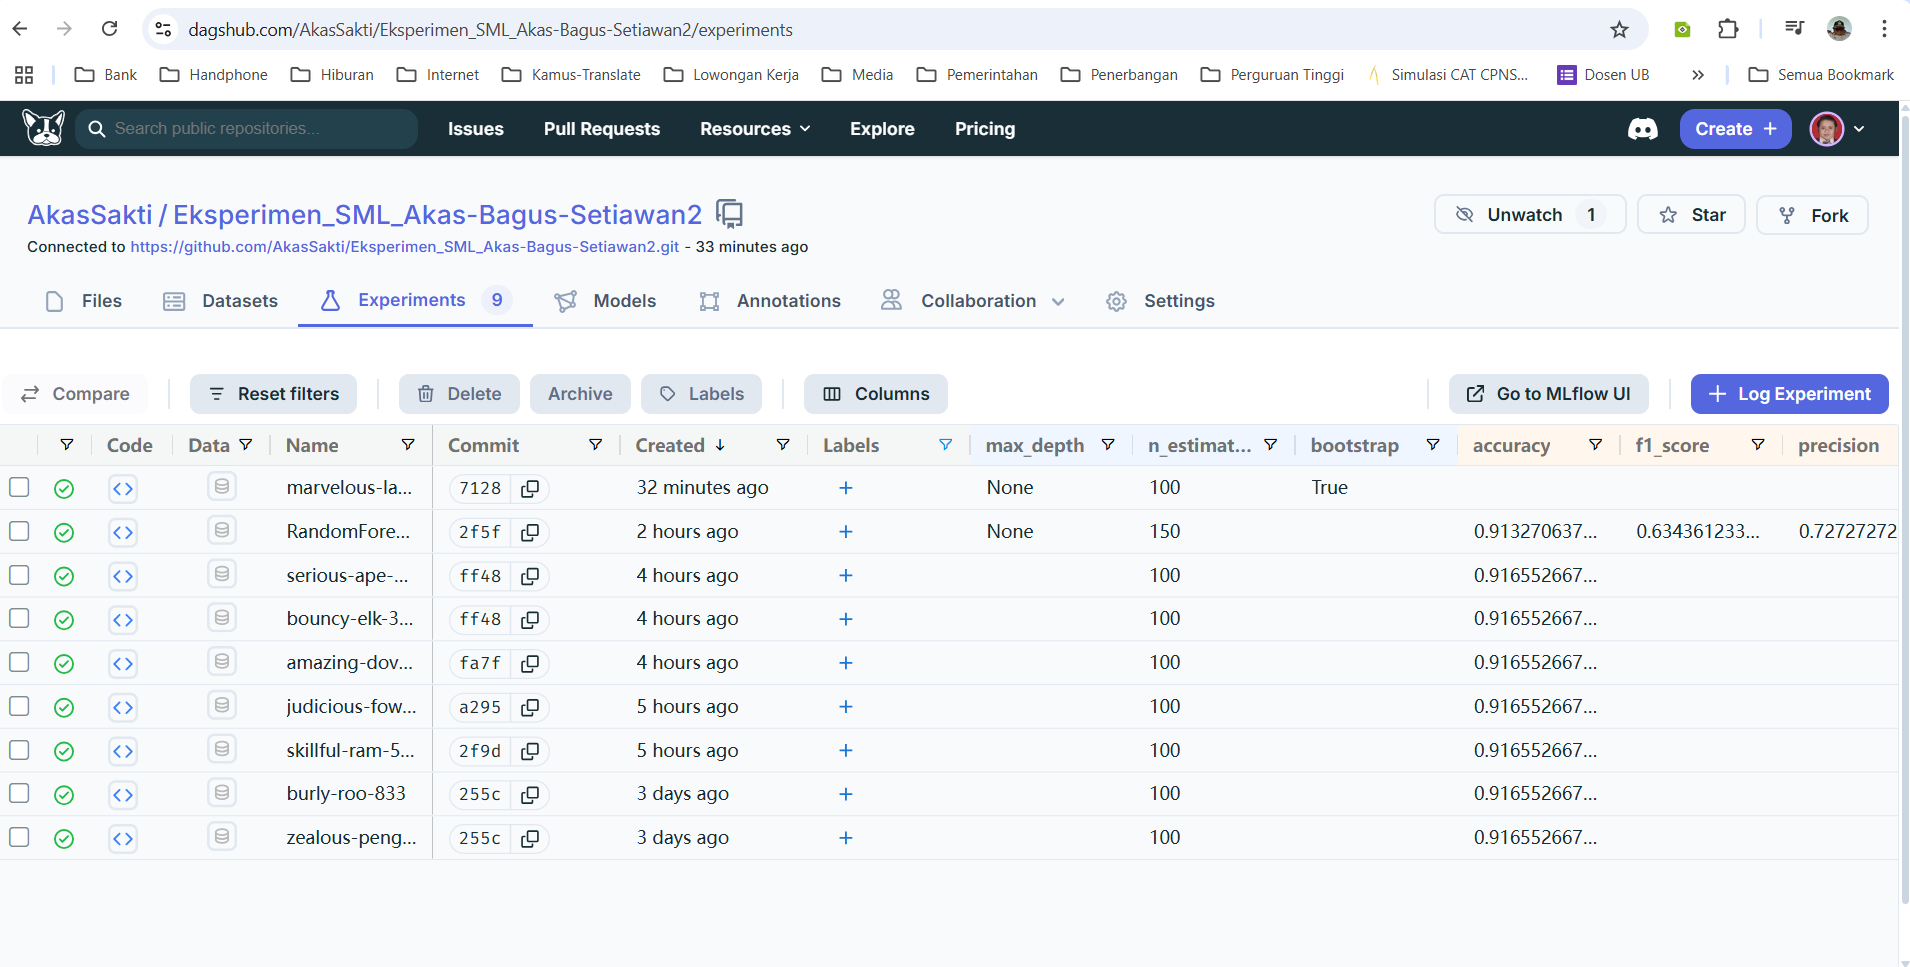 dagshub.com/AkasSakti/Eksperimen_SML_Akas-Bagus-Setiawan2/experiments
Bank Handphone Hiburan Internet Kamus-Translate Lowongan Kerja Media Pemerintahan Penerbangan Perguruan Tinggi Simulasi CAT CPNS... Dosen UB » Semua Bookmark
Search public repositories... Issues Pull Requests Resources Explore Pricing Create +
AkasSakti / Eksperimen_SML_Akas-Bagus-Setiawan2 Unwatch 1 Star Fork
Connected to https://github.com/AkasSakti/Eksperimen_SML_Akas-Bagus-Setiawan2.git - 33 minutes ago
Files Datasets Experiments 9 Models Annotations Collaboration Settings
Compare Reset filters Delete Archive Labels Columns Go to MLflow UI + Log Experiment
Code Data Name Commit Created ↓ Labels max_depth n_estimat... bootstrap accuracy f1_score precision
marvelous-la... 7128 32 minutes ago + None 100 True
RandomFore... 2f5f 2 hours ago + None 150 0.913270637... 0.634361233... 0.72727272
serious-ape-... ff48 4 hours ago + 100 0.916552667...
bouncy-elk-3... ff48 4 hours ago + 100 0.916552667...
amazing-dov... fa7f 4 hours ago + 100 0.916552667...
judicious-fow... a295 5 hours ago + 100 0.916552667...
skillful-ram-5... 2f9d 5 hours ago + 100 0.916552667...
burly-roo-833 255c 3 days ago + 100 0.916552667...
zealous-peng... 255c 3 days ago + 100 0.916552667...